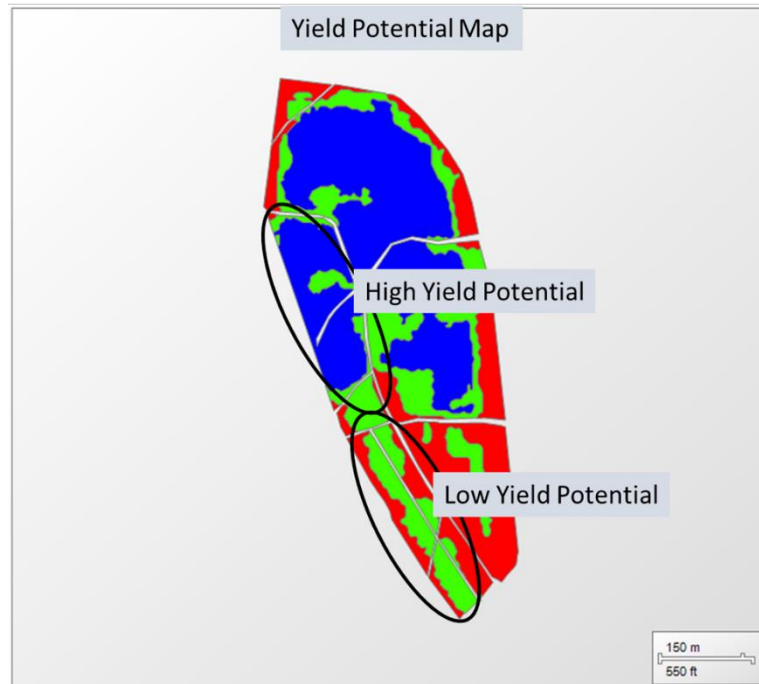 Yield Potential Map
High Yield Potential
Low Yield Potential
150 m
550 ft